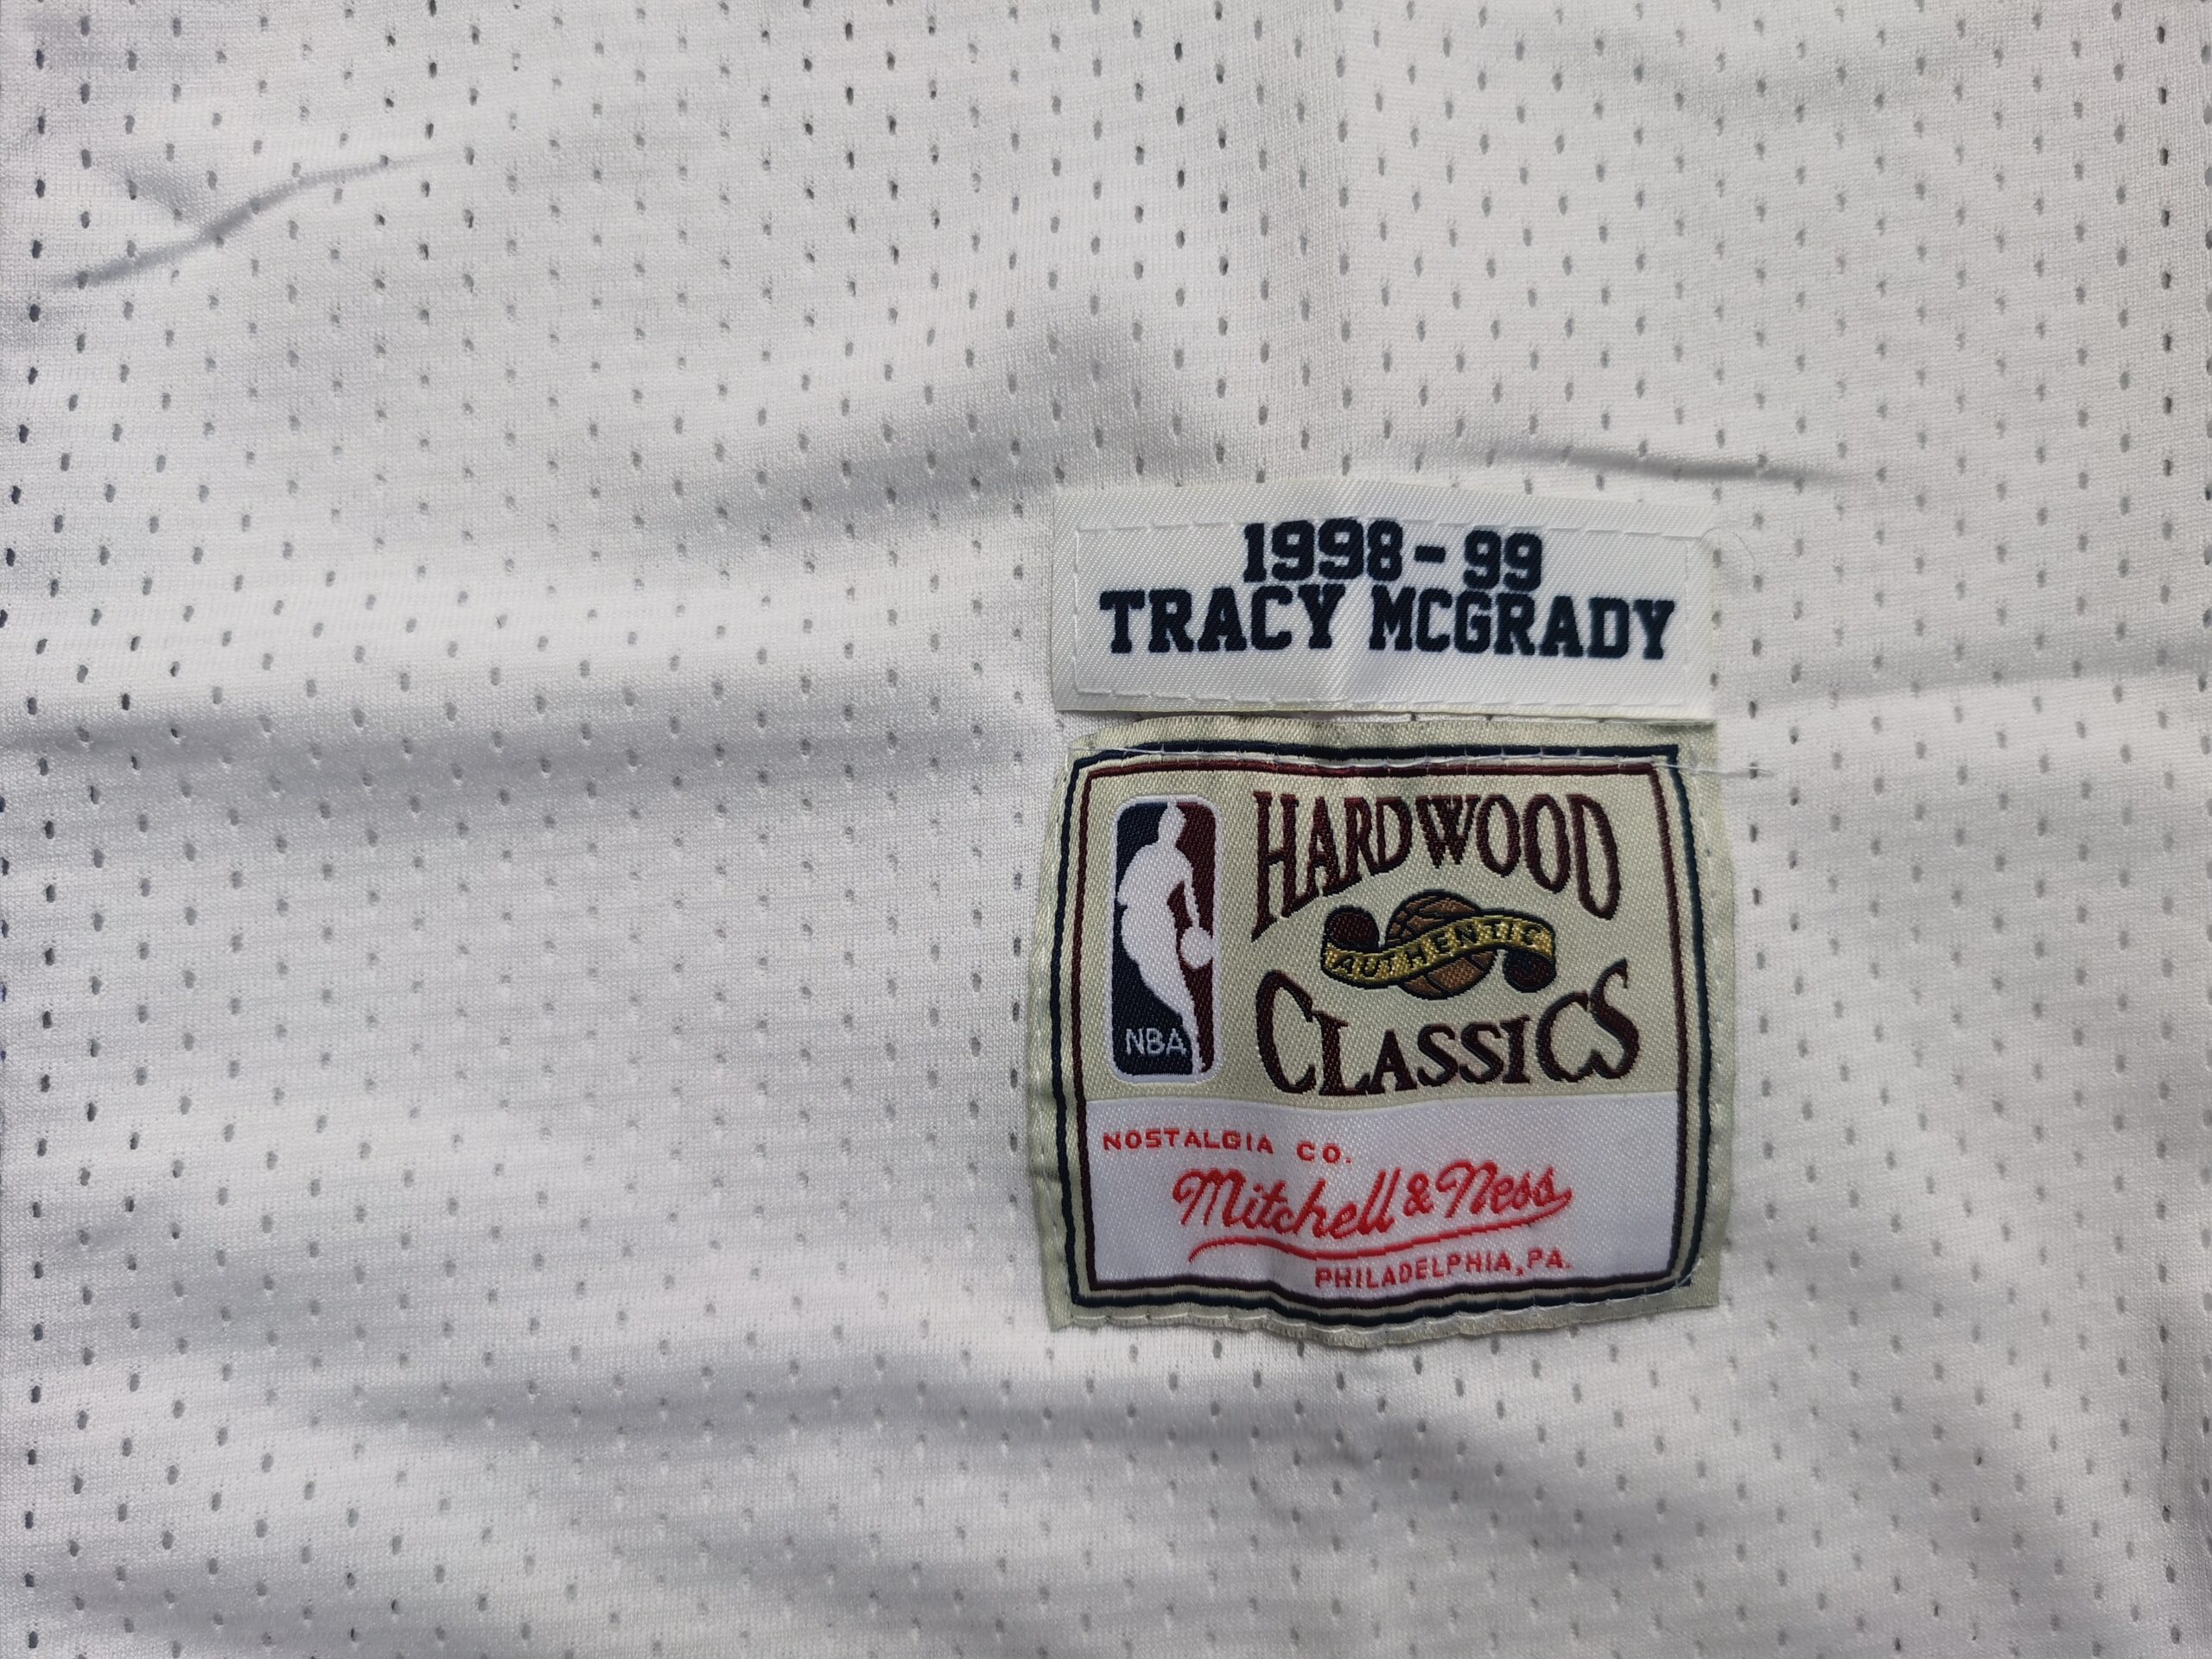 1998-99
TRACY MCGRADY
HARDWOOD
AUTHENTIC
CLASSICS
NBA
NOSTALGIA CO.
Mitchell & Ness
PHILADELPHIA, PA.